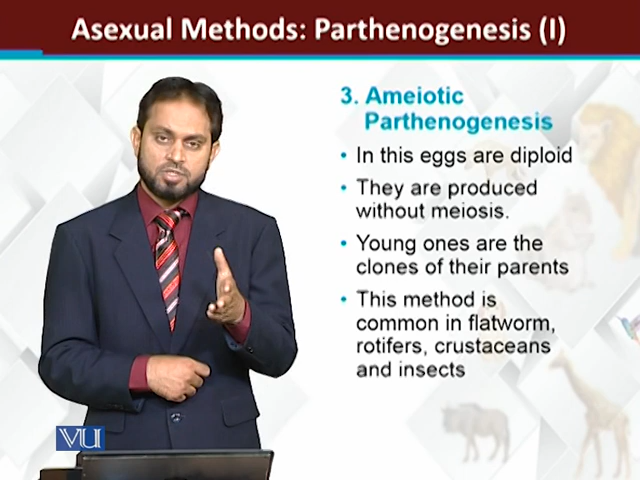 Asexual Methods: Parthenogenesis (I)
3. Ameiotic
Parthenogenesis
• In this eggs are diploid
• They are produced
without meiosis.
• Young ones are the
clones of their parents
• This method is
common in flatworm,
rotifers, crustaceans
and insects
VU